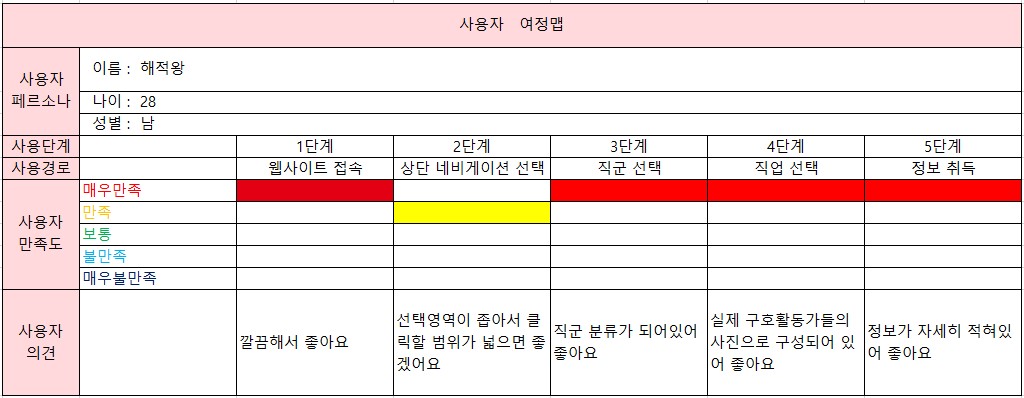 사용자 여정맵
사용자
페르소나
이름 : 해적왕
나이 : 28
성별 : 남
사용단계
1단계
2단계
3단계
4단계
5단계
사용경로
웹사이트 접속
상단 네비게이션 선택
직군 선택
직업 선택
정보 취득
사용자
만족도
매우만족
만족
보통
불만족
매우불만족
사용자
의견
깔끔해서 좋아요
선택영역이 좁아서 클
릭할 범위가 넓으면 좋
겠어요
직군 분류가 되어있어
좋아요
실제 구호활동가들의
사진으로 구성되어 있
어 좋아요
정보가 자세히 적혀있
어 좋아요